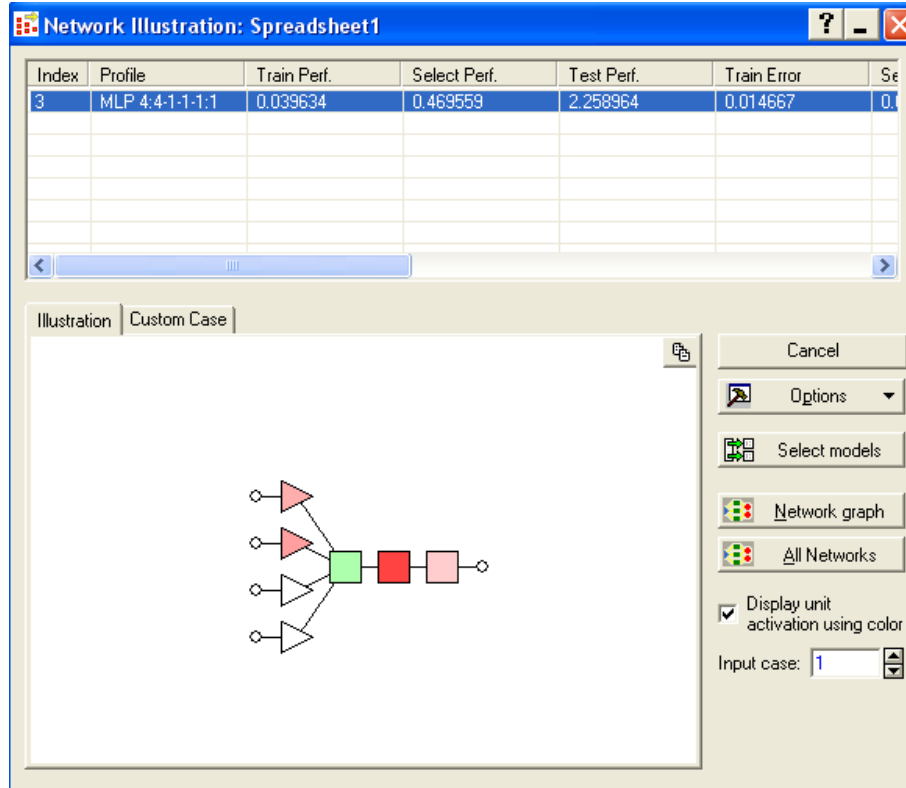 Network Illustration: Spreadsheet1
Index Profile Train Perf. Select Perf. Test Perf. Train Error Se
3 MLP 4:4-1-1-1:1 0.039634 0.469559 2.258964 0.014667 0.
Illustration Custom Case
Cancel
Options
Select models
Network graph
All Networks
Display unit
activation using color
Input case: 1